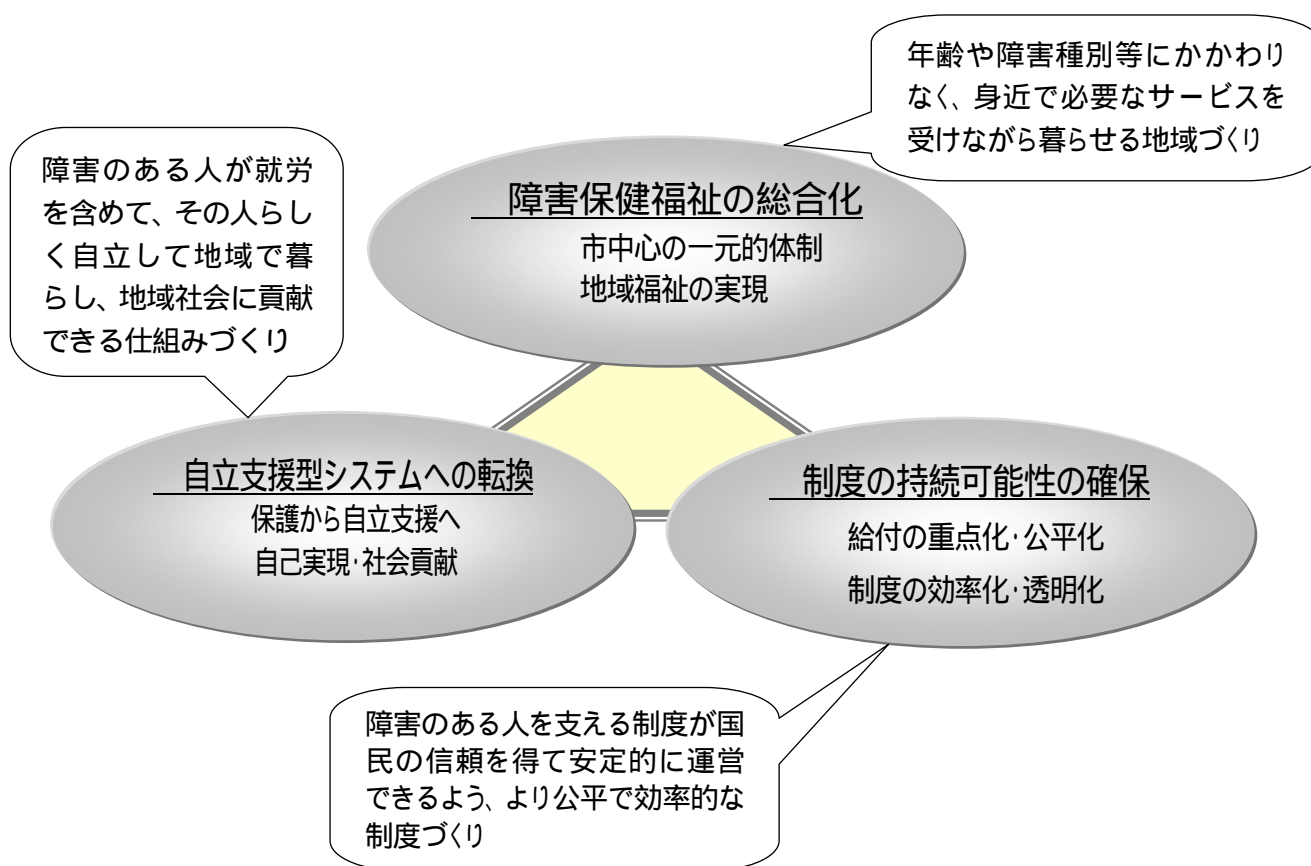 年齢や障害種別等にかかわり
なく、身近で必要なサービスを
受けながら暮らせる地域づくり
障害のある人が就労
を含めて、その人らし
く自立して地域で暮
らし、地域社会に貢献
できる仕組みづくり
障害保健福祉の総合化
市中心の一元的体制
地域福祉の実現
自立支援型システムへの転換
保護から自立支援へ
自己実現・社会貢献
制度の持続可能性の確保
給付の重点化・公平化
制度の効率化・透明化
障害のある人を支える制度が国
民の信頼を得て安定的に運営
できるよう、より公平で効率的な
制度づくり